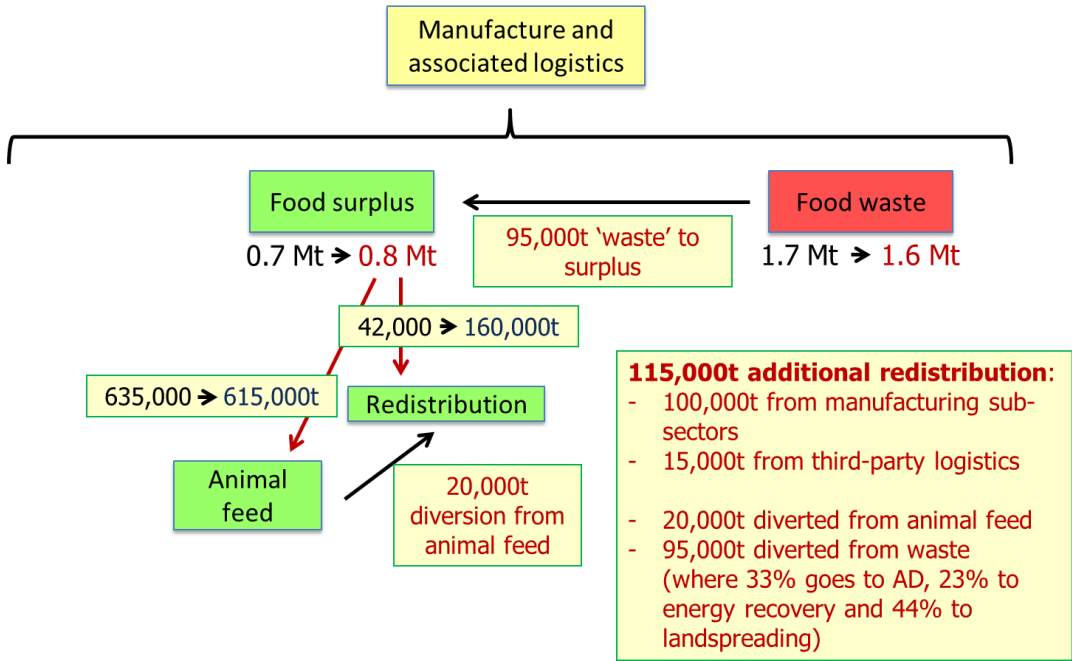 Manufacture and
associated logistics
Food surplus
Food waste
0.7 Mt → 0.8 Mt
95,000t ‘waste’ to
surplus
1.7 Mt → 1.6 Mt
42,000 → 160,000t
635,000 → 615,000t
Redistribution
Animal
feed
20,000t
diversion from
animal feed
115,000t additional redistribution:
- 100,000t from manufacturing sub-
sectors
- 15,000t from third-party logistics
- 20,000t diverted from animal feed
- 95,000t diverted from waste
(where 33% goes to AD, 23% to
energy recovery and 44% to
landspreading)